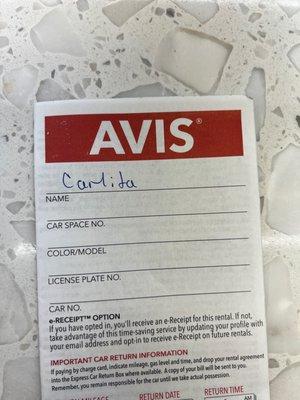 AVIS®
Carlita
NAME
CAR SPACE NO.
COLOR/MODEL
LICENSE PLATE NO.
CAR NO.
e-RECEIPT™ OPTION
If you have opted in, you'll receive an e-Receipt for this rental. If not,
take advantage of this time-saving service by updating your profile with
your email address and opt-in to receive e-Receipt on future rentals.
IMPORTANT CAR RETURN INFORMATION
If paying by charge card, indicate mileage, gas level and time, and drop your rental agreement
into the Express Car Return Box where available. A copy of your bill will be sent to you.
Remember, you remain responsible for the car until we take actual possession.
MILEAGE RETURN DATE RETURN TIME
AM